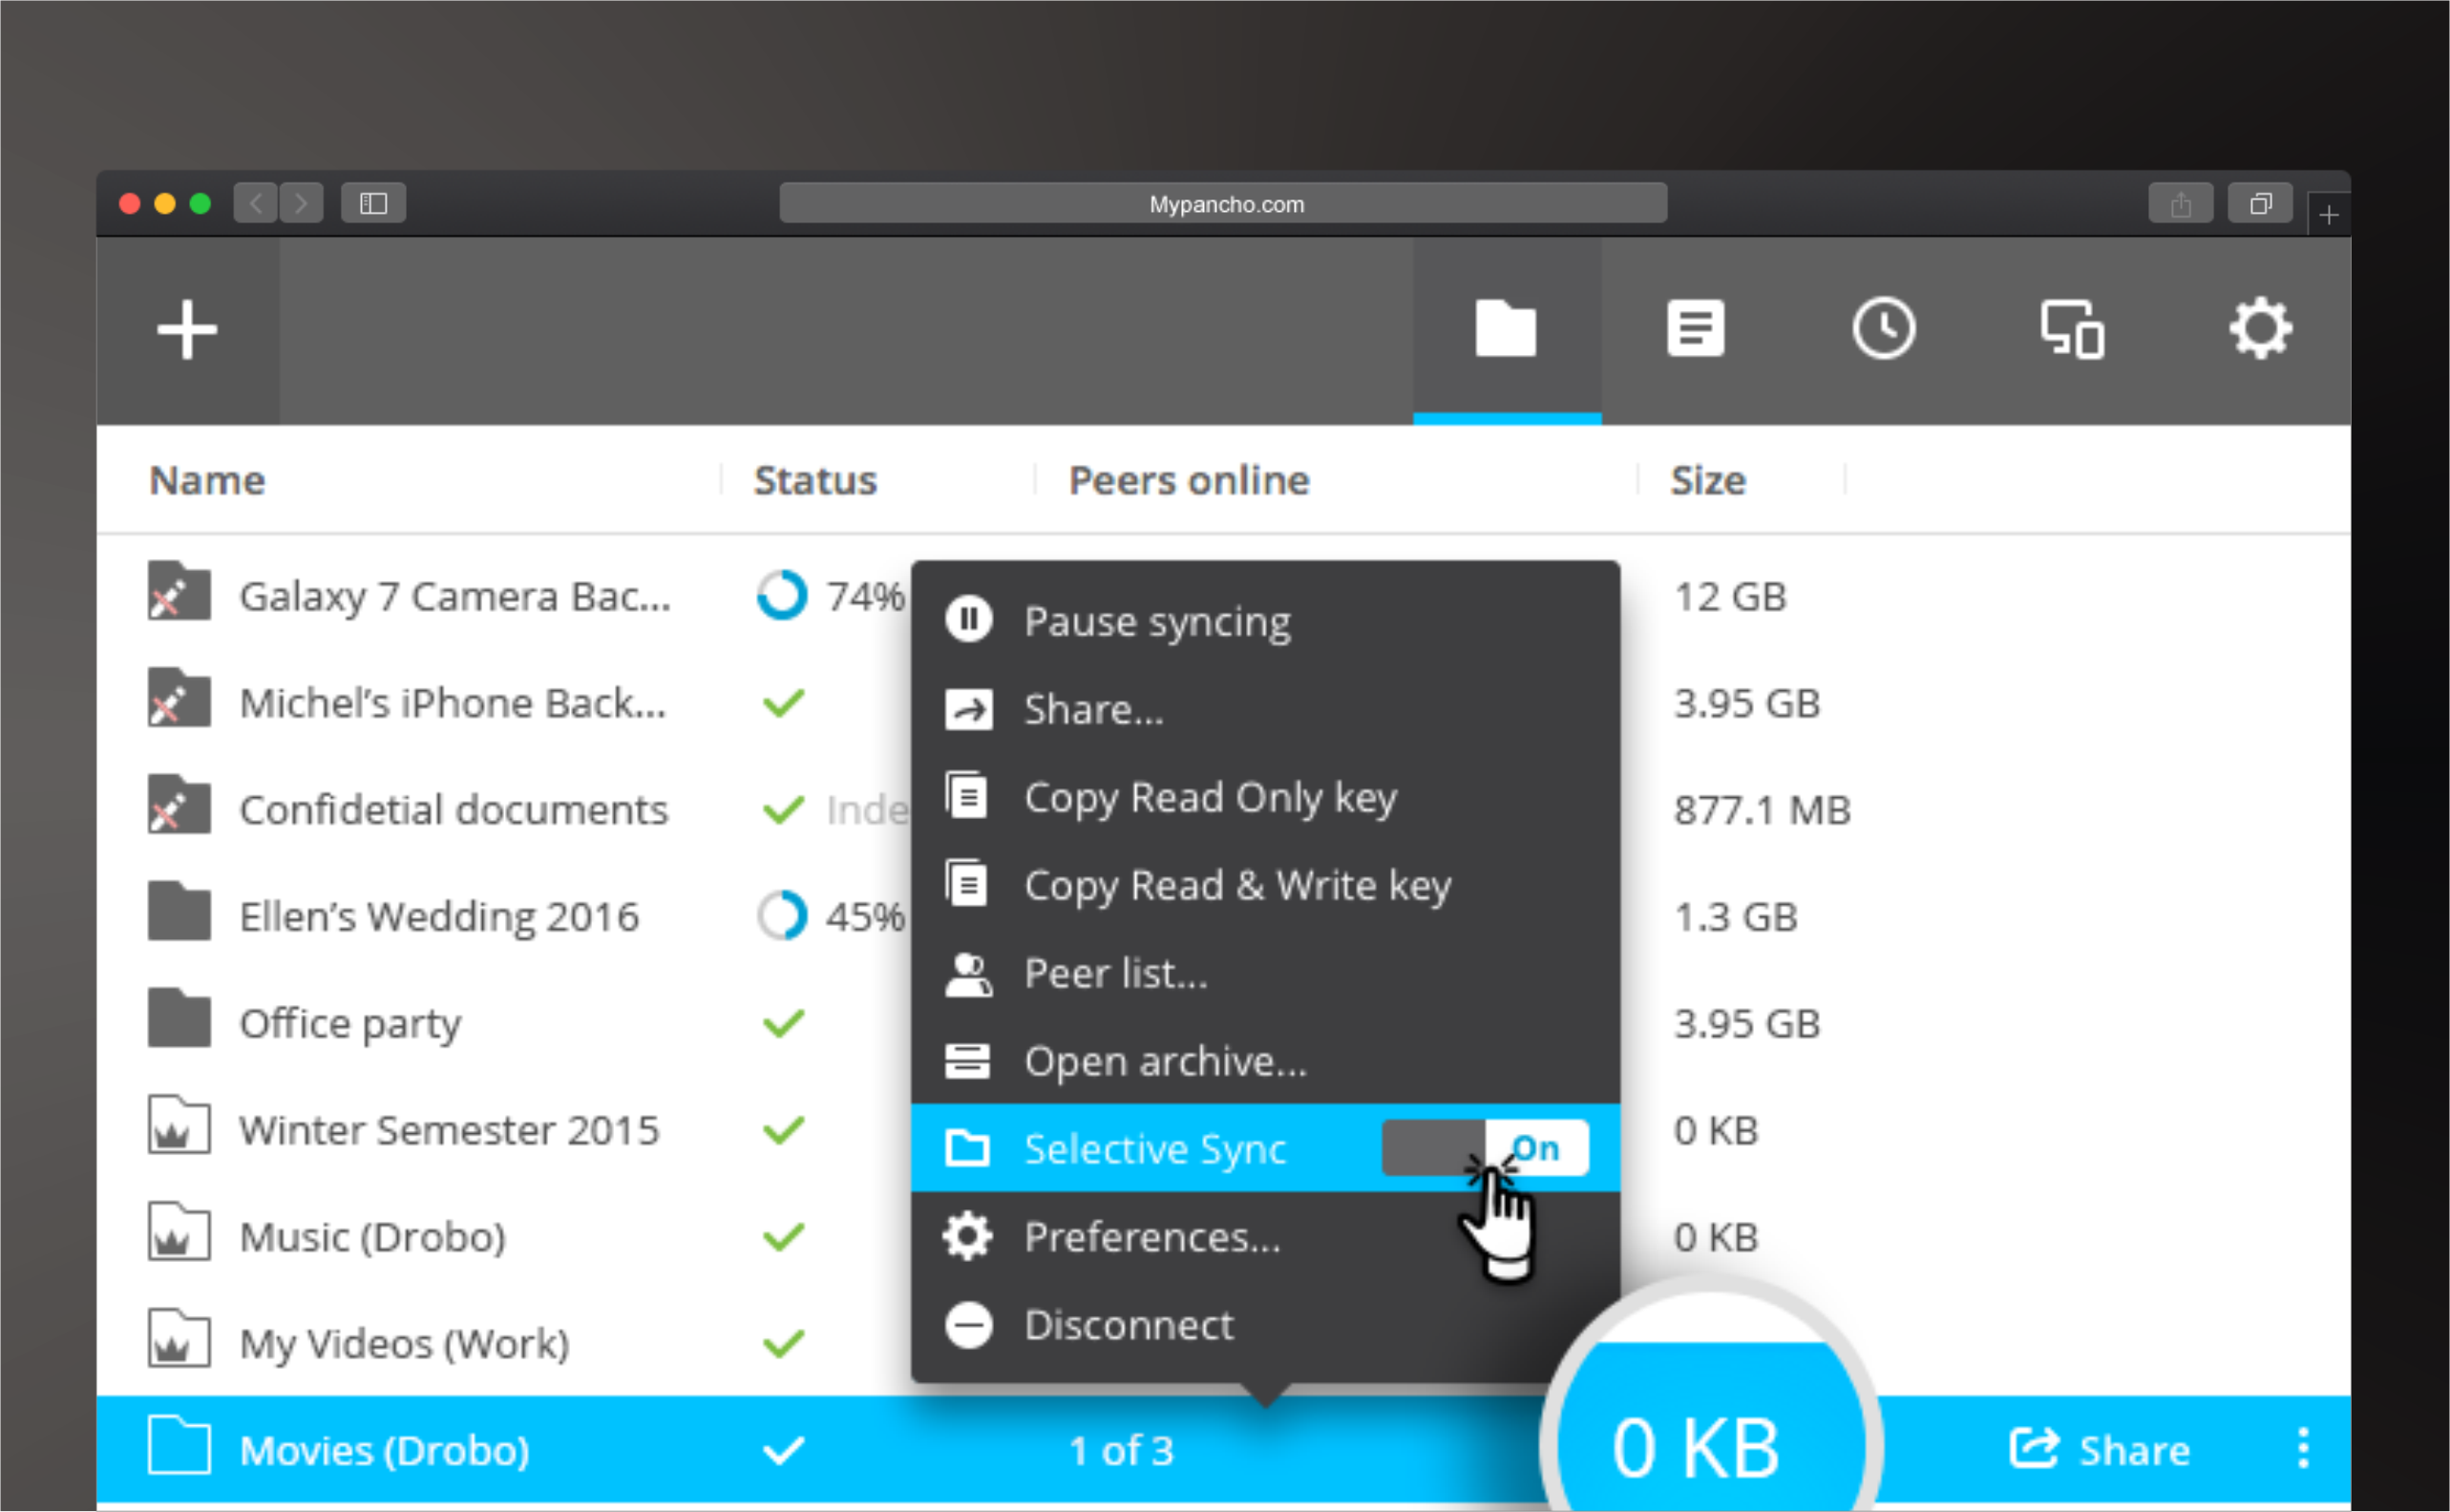 Mypancho.com
Name Status Peers online Size
Galaxy 7 Camera Bac... 74% 12 GB
Michel's iPhone Back... 3.95 GB
Confidetial documents Inde 877.1 MB
Ellen's Wedding 2016 45% 1.3 GB
Office party 3.95 GB
Winter Semester 2015 0 KB
Music (Drobo) 0 KB
My Videos (Work)
Pause syncing
Share...
Copy Read Only key
Copy Read & Write key
Peer list...
Open archive...
Selective Sync On
Preferences...
Disconnect
Movies (Drobo) 1 of 3 0 KB Share